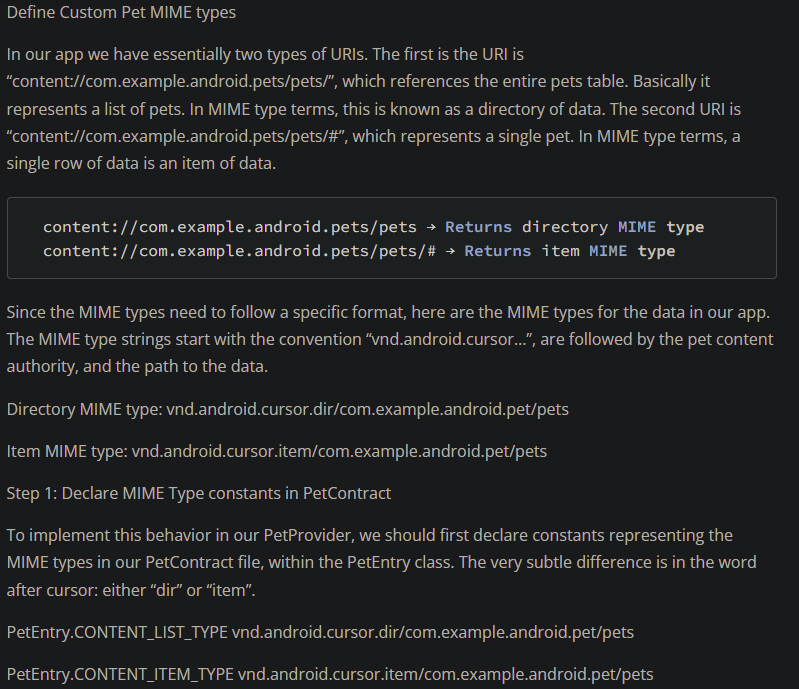 Define Custom Pet MIME types
In our app we have essentially two types of URIs. The first is the URI is
“content://com.example.android.pets/pets/”, which references the entire pets table. Basically it
represents a list of pets. In MIME type terms, this is known as a directory of data. The second URI is
“content://com.example.android.pets/pets/#”, which represents a single pet. In MIME type terms, a
single row of data is an item of data.
content://com.example.android.pets/pets → Returns directory MIME type
content://com.example.android.pets/pets/# → Returns item MIME type
Since the MIME types need to follow a specific format, here are the MIME types for the data in our app.
The MIME type strings start with the convention “vnd.android.cursor…”, are followed by the pet content
authority, and the path to the data.
Directory MIME type: vnd.android.cursor.dir/com.example.android.pet/pets
Item MIME type: vnd.android.cursor.item/com.example.android.pet/pets
Step 1: Declare MIME Type constants in PetContract
To implement this behavior in our PetProvider, we should first declare constants representing the
MIME types in our PetContract file, within the PetEntry class. The very subtle difference is in the word
after cursor: either “dir” or “item”.
PetEntry.CONTENT_LIST_TYPE vnd.android.cursor.dir/com.example.android.pet/pets
PetEntry.CONTENT_ITEM_TYPE vnd.android.cursor.item/com.example.android.pet/pets